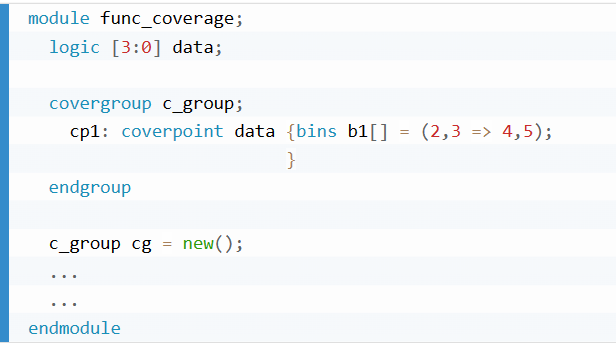 module func_coverage;
logic [3:0] data;
covergroup c_group;
cp1: coverpoint data {bins b1[] = (2,3 => 4,5);
}
endgroup
c_group cg = new();
...
...
endmodule